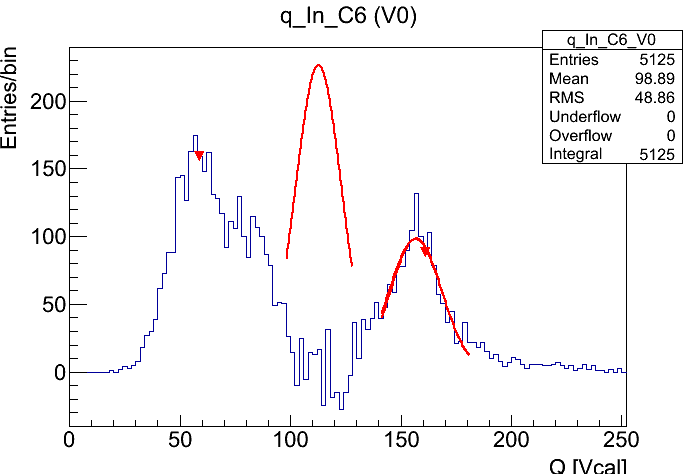 q_In_C6 (V0)
q_In_C6_V0
Entries 5125
Mean 98.89
RMS 48.86
Underflow 0
Overflow 0
Integral 5125
Entries/bin
200
150
100
50
0
0 50 100 150 200 250
Q [Vcal]